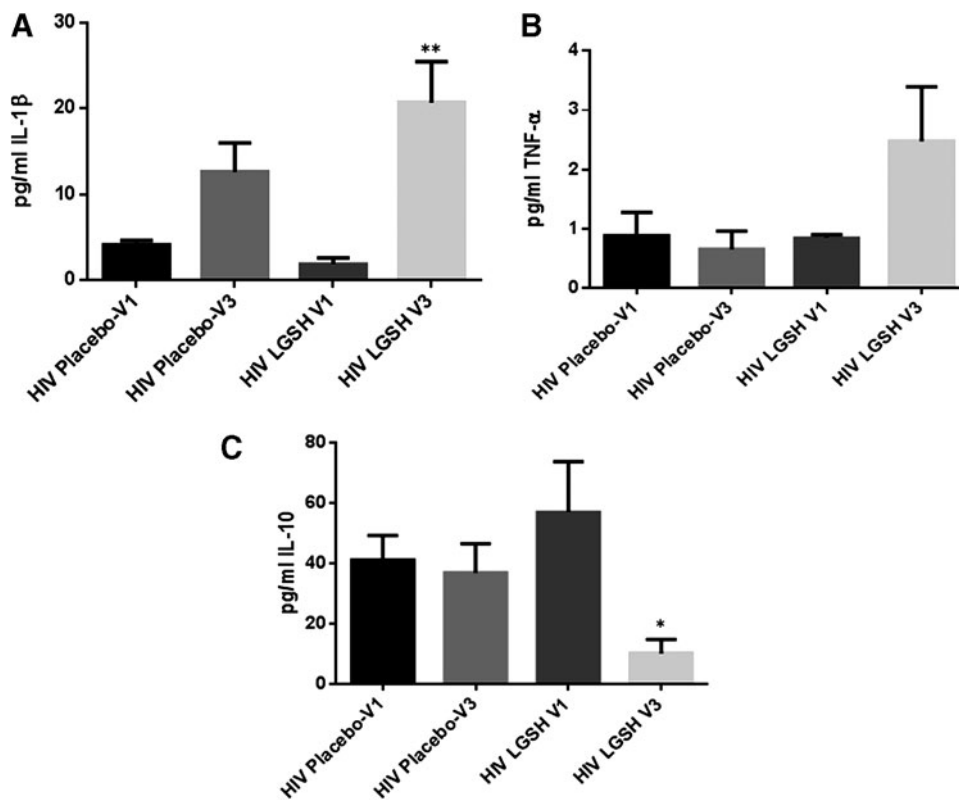 A
pg/ml IL-1β
30
20
10
0
**
HIV Placebo-V1
HIV Placebo-V3
HIV LGSH V1
HIV LGSH V3
B
pg/ml TNF-α
4
3
2
1
0
HIV Placebo-V1
HIV Placebo-V3
HIV LGSH V1
HIV LGSH V3
C
pg/ml IL-10
80
60
40
20
0
*
HIV Placebo-V1
HIV Placebo-V3
HIV LGSH V1
HIV LGSH V3